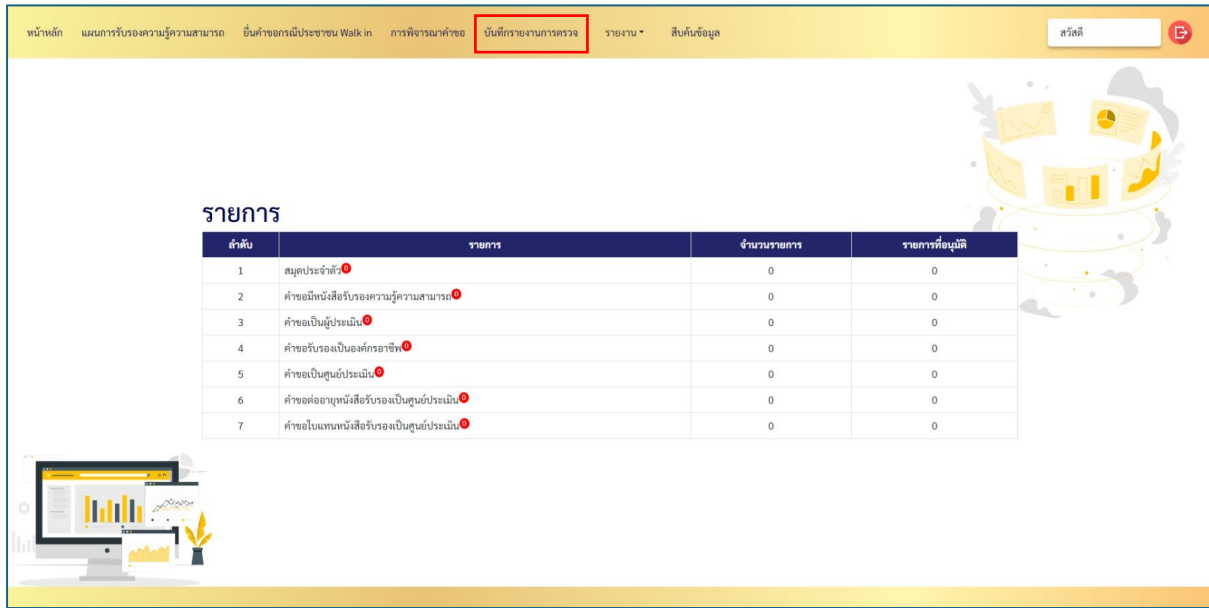 หน้าหลัก แผนการรับรองความรู้ความสามารถ ยื่นคำขอกรณีประชาชน Walk in การพิจารณาคำขอ บันทึกรายงานการตรวจ รายงาน สืบค้นข้อมูล สวัสดี
รายการ
ลำดับ รายการ จำนวนรายการ รายการที่อนุมัติ
1 สมุดประจำตัว 0 0 0
2 คำขอมีหนังสือรับรองความรู้ความสามารถ 0 0 0
3 คำขอเป็นผู้ประเมิน 0 0 0
4 คำขอรับรองเป็นองค์กรอาชีพ 0 0 0
5 คำขอเป็นศูนย์ประเมิน 0 0 0
6 คำขอต่ออายุหนังสือรับรองเป็นศูนย์ประเมิน 0 0 0
7 คำขอใบแทนหนังสือรับรองเป็นศูนย์ประเมิน 0 0 0